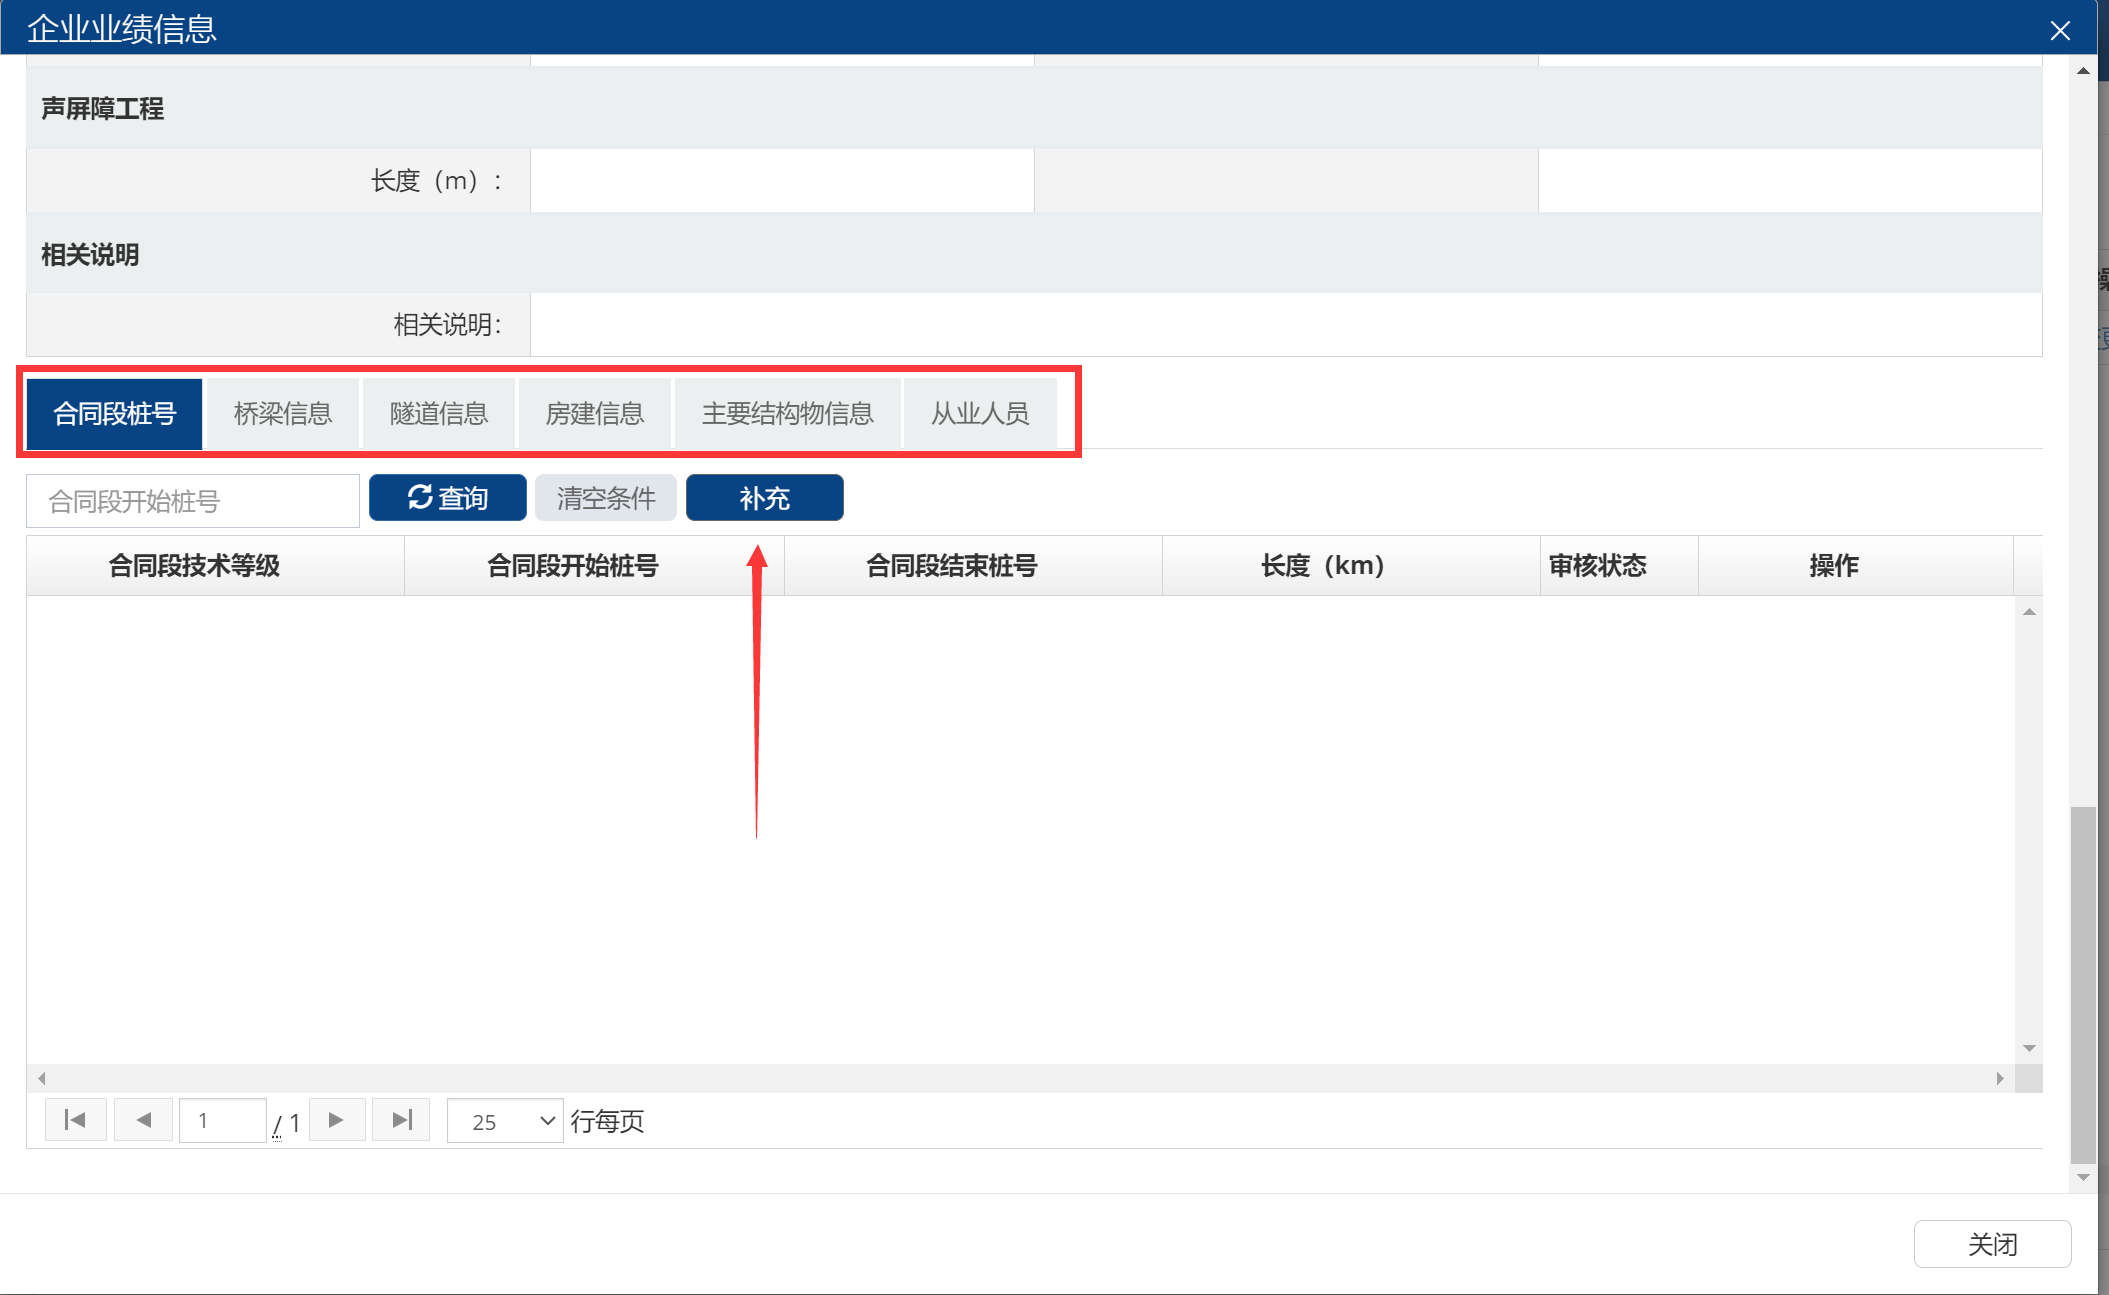 企业业绩信息
声屏障工程
长度（m）：
相关说明
相关说明：
合同段桩号 桥梁信息 隧道信息 房建信息 主要结构物信息 从业人员
合同段开始桩号 查询 清空条件 补充
合同段技术等级 合同段开始桩号 合同段结束桩号 长度（km） 审核状态 操作
1 / 1 25 行每页
关闭